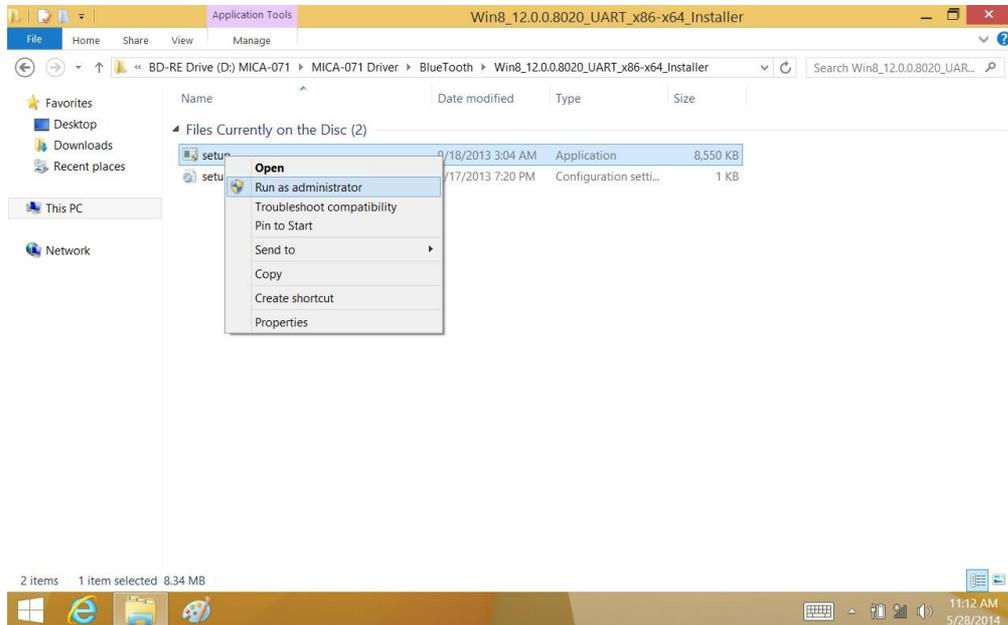 Application Tools
Win8_12.0.0.8020_UART_x86-x64_Installer
File Home Share View Manage
« BD-RE Drive (D:) MICA-071 MICA-071 Driver BlueTooth Win8_12.0.0.8020_UART_x86-x64_Installer
Search Win8_12.0.0.8020_UAR...
Favorites
Desktop
Downloads
Recent places
This PC
Network
Name Date modified Type Size
Files Currently on the Disc (2)
setup 9/18/2013 3:04 AM Application 8,550 KB
setu /17/2013 7:20 PM Configuration setti... 1 KB
Open
Run as administrator
Troubleshoot compatibility
Pin to Start
Send to
Copy
Create shortcut
Properties
2 items 1 item selected 8.34 MB
11:12 AM
5/28/2014